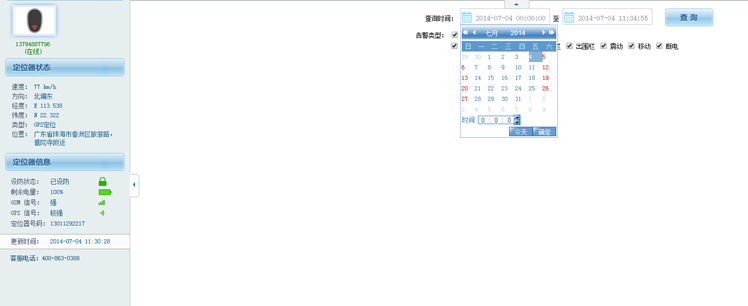 13794887796
(在线)
定位器状态
速度: 77 km/h
方向: 北偏东
经度: E 113.538
纬度: N 22.322
类型: GPS定位
位置: 广东省珠海市香洲区旅游路,
普陀寺附近
定位器信息
设防状态: 已设防
剩余电量: 100%
GSM 信号: 强
GPS 信号: 较强
定位器号码: 13011292217
更新时间: 2014-07-04 11:30:28
客服电话: 400-863-0388
查询时间: 2014-07-04 00:00:00 至 2014-07-04 11:34:55 查 询
告警类型:
七月 2014
日 一 二 三 四 五 六
29 30 1 2 3 4 5
6 7 8 9 10 11 12
13 14 15 16 17 18 19
20 21 22 23 24 25 26
27 28 29 30 31 1 2
3 4 5 6 7 8 9
时间 0 : 0 : 0
今天 确定
出围栏 震动 移动 断电